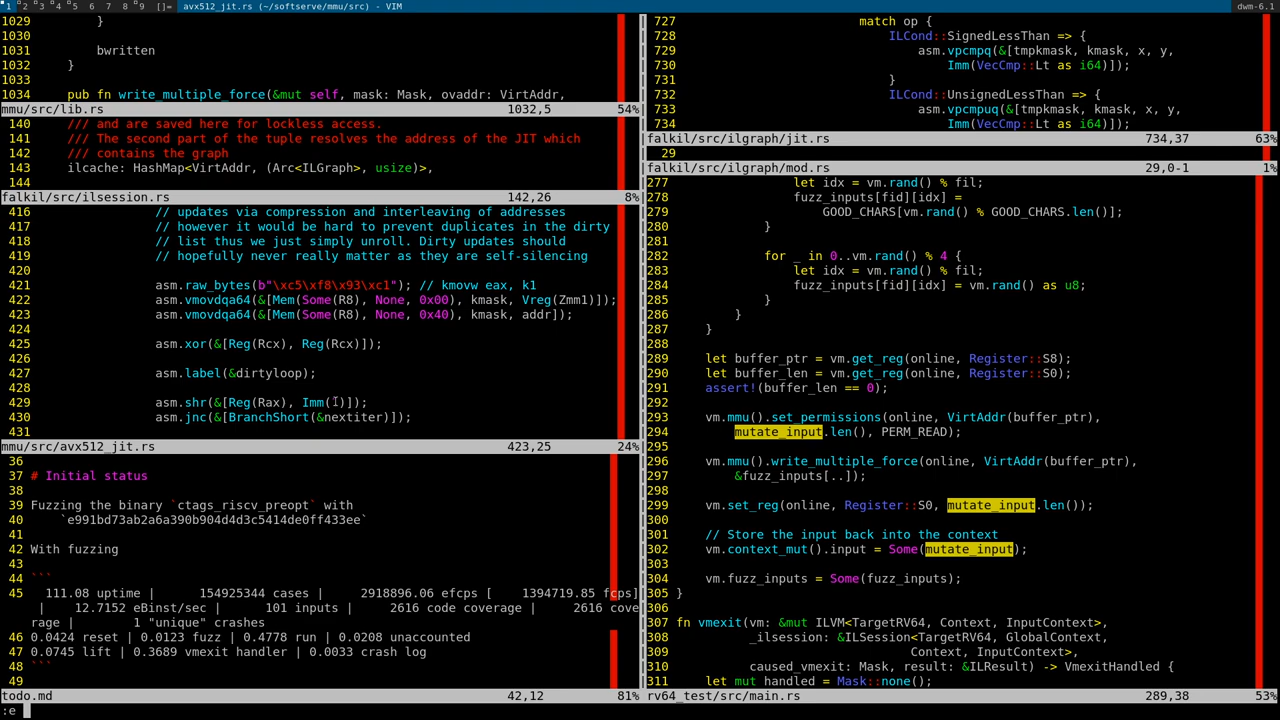 1 2 3 4 5 6 7 8 9 []= avx512_jit.rs (~/softserve/mmu/src) - VIM dwm-6.1
1029 }
1030
1031 bwritten
1032 }
1033
1034 pub fn write_multiple_force(&mut self, mask: Mask, ovaddr: VirtAddr,
mmu/src/lib.rs 1032,5 54%
140 /// and are saved here for lockless access.
141 /// The second part of the tuple resolves the address of the JIT which
142 /// contains the graph
143 ilcache: HashMap<VirtAddr, (Arc<ILGraph>, usize)>,
144
falkil/src/ilsession.rs 142,26 8%
416 // updates via compression and interleaving of addresses
417 // however it would be hard to prevent duplicates in the dirty
418 // list thus we just simply unroll. Dirty updates should
419 // hopefully never really matter as they are self-silencing
420
421 asm.raw_bytes(b"\xc5\xf8\x93\xc1"); // kmovw eax, k1
422 asm.vmovdqa64(&[Mem(Some(R8), None, 0x00), kmask, Vreg(Zmm1)]);
423 asm.vmovdqa64(&[Mem(Some(R8), None, 0x40), kmask, addr]);
424
425 asm.xor(&[Reg(Rcx), Reg(Rcx)]);
426
427 asm.label(&dirtyloop);
428
429 asm.shr(&[Reg(Rax), Imm(1)]);
430 asm.jnc(&[BranchShort(&nextiter)]);
431
mmu/src/avx512_jit.rs 423,25 24%
36
37 # Initial status
38
39 Fuzzing the binary `ctags_riscv_preopt` with
40 `e991bd73ab2a6a390b904d4d3c5414de0ff433ee`
41
42 With fuzzing
43
44 ```
45 111.08 uptime | 154925344 cases | 2918896.06 efcps [ 1394719.85 fcps]
| 12.7152 eBinst/sec | 101 inputs | 2616 code coverage | 2616 cove
rage | 1 "unique" crashes
46 0.0424 reset | 0.0123 fuzz | 0.4778 run | 0.0208 unaccounted
47 0.0745 lift | 0.3689 vmexit handler | 0.0033 crash log
48 ```
49
todo.md 42,12 81%
:e
727 match op {
728 ILCond::SignedLessThan => {
729 asm.vpcmpq(&[tmpkmask, kmask, x, y,
730 Imm(VecCmp::Lt as i64)]);
731 }
732 ILCond::UnsignedLessThan => {
733 asm.vpcmpuq(&[tmpkmask, kmask, x, y,
734 Imm(VecCmp::Lt as i64)]);
falkil/src/ilgraph/jit.rs 734,37 63%
29
falkil/src/ilgraph/mod.rs 29,0-1 1%
277 let idx = vm.rand() % fil;
278 fuzz_inputs[fid][idx] =
279 GOOD_CHARS[vm.rand() % GOOD_CHARS.len()];
280 }
281
282 for _ in 0..vm.rand() % 4 {
283 let idx = vm.rand() % fil;
284 fuzz_inputs[fid][idx] = vm.rand() as u8;
285 }
286 }
287 }
288
289 let buffer_ptr = vm.get_reg(online, Register::S8);
290 let buffer_len = vm.get_reg(online, Register::S0);
291 assert!(buffer_len == 0);
292
293 vm.mmu().set_permissions(online, VirtAddr(buffer_ptr),
294 mutate_input.len(), PERM_READ);
295
296 vm.mmu().write_multiple_force(online, VirtAddr(buffer_ptr),
297 &fuzz_inputs[..]);
298
299 vm.set_reg(online, Register::S0, mutate_input.len());
300
301 // Store the input back into the context
302 vm.context_mut().input = Some(mutate_input);
303
304 vm.fuzz_inputs = Some(fuzz_inputs);
305 }
306
307 fn vmexit(vm: &mut ILVM<TargetRV64, Context, InputContext>,
308 _ilsession: &ILSession<TargetRV64, GlobalContext,
309 Context, InputContext>,
310 caused_vmexit: Mask, result: &ILResult) -> VmexitHandled {
311 let mut handled = Mask::none();
rv64_test/src/main.rs 289,38 53%